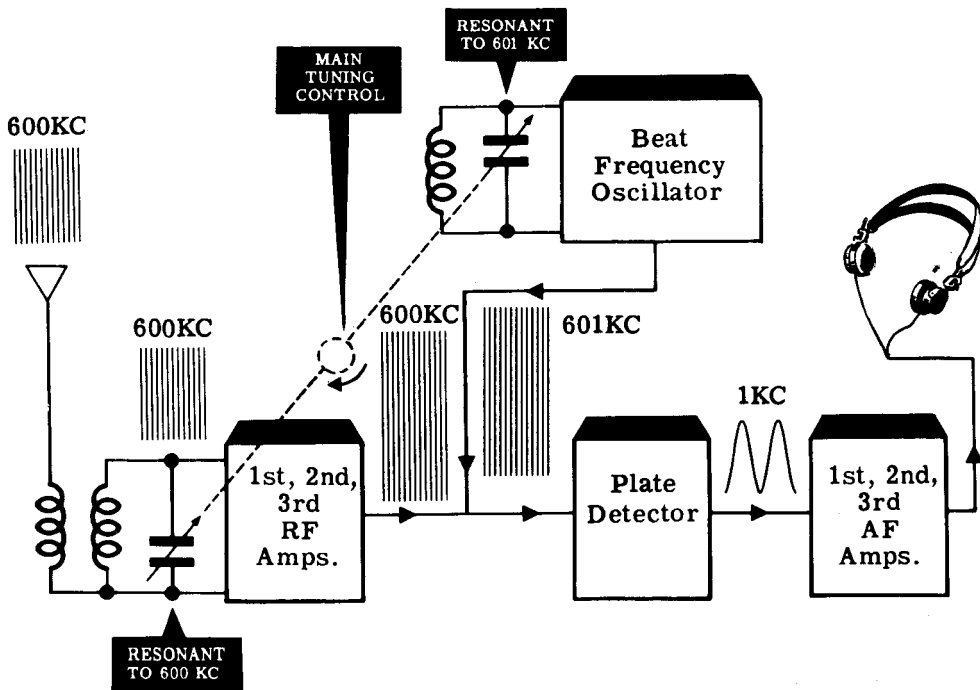 RESONANT
TO 601 KC
MAIN
TUNING
CONTROL
600KC
Beat
Frequency
Oscillator
600KC
600KC
601KC
1KC
1st, 2nd,
3rd
RF
Amps.
Plate
Detector
1st, 2nd,
3rd
AF
Amps.
RESONANT
TO 600 KC